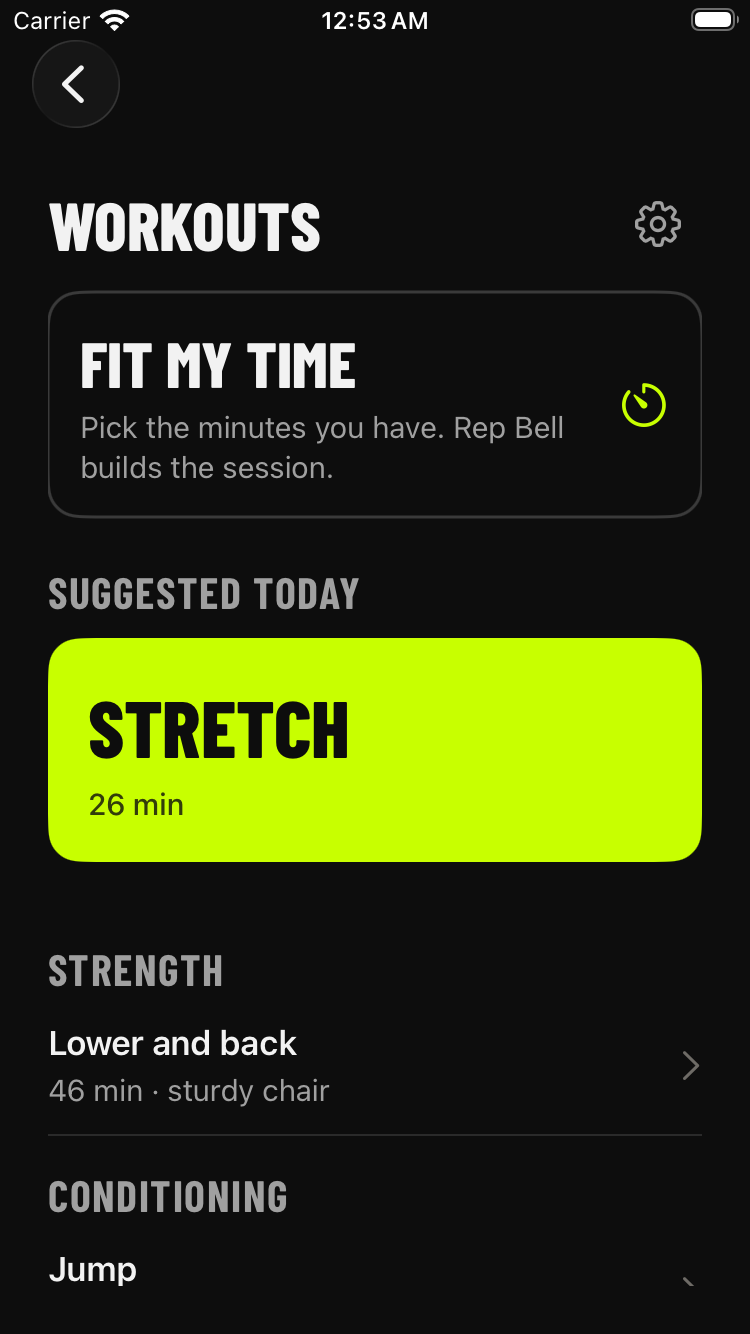 Carrier 12:53 AM
WORKOUTS
FIT MY TIME
Pick the minutes you have. Rep Bell
builds the session.
SUGGESTED TODAY
STRETCH
26 min
STRENGTH
Lower and back
46 min · sturdy chair
CONDITIONING
Jump